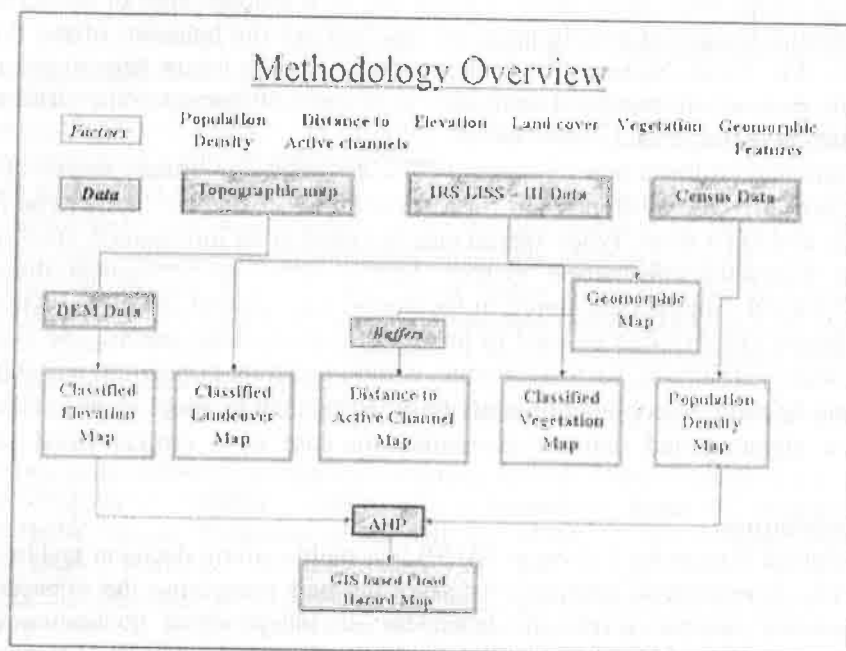 Methodology Overview
Factors
Population
Density
Distance to
Active channels
Elevation
Land cover
Vegetation
Geomorphic
Features
Data
Topographic map
IRS LISS - III Data
Census Data
DEM Data
Buffers
Geomorphic
Map
Classified
Elevation
Map
Classified
Landcover
Map
Distance to
Active Channel
Map
Classified
Vegetation
Map
Population
Density
Map
AHP
GIS based Flood
Hazard Map